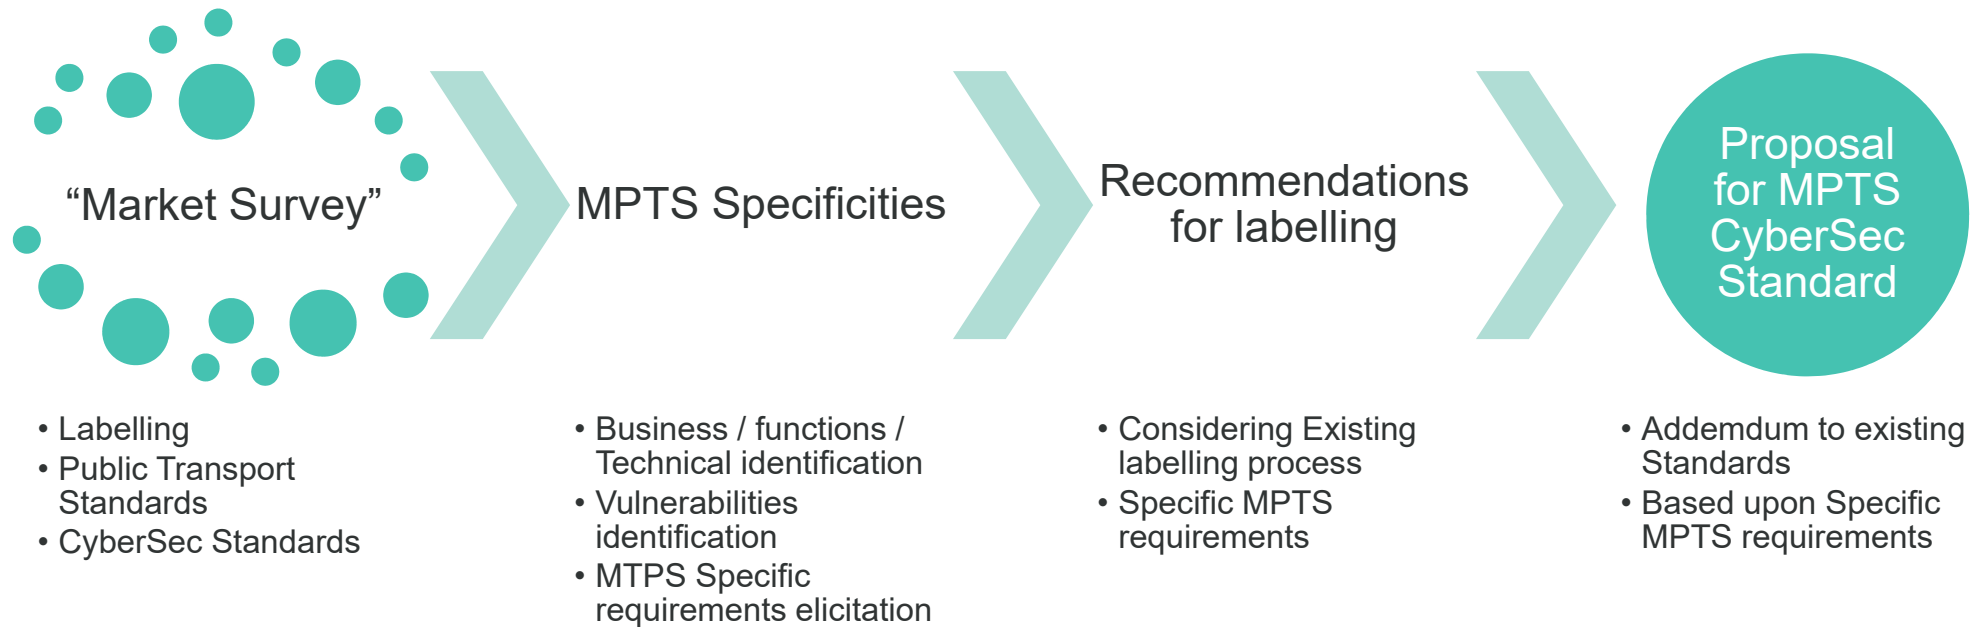 “Market Survey”
• Labelling
• Public Transport
Standards
• CyberSec Standards
MPTS Specificities
• Business / functions /
Technical identification
• Vulnerabilities
identification
• MTPS Specific
requirements elicitation
Recommendations
for labelling
• Considering Existing
labelling process
• Specific MPTS
requirements
Proposal
for MPTS
CyberSec
Standard
• Addemdum to existing
Standards
• Based upon Specific
MPTS requirements